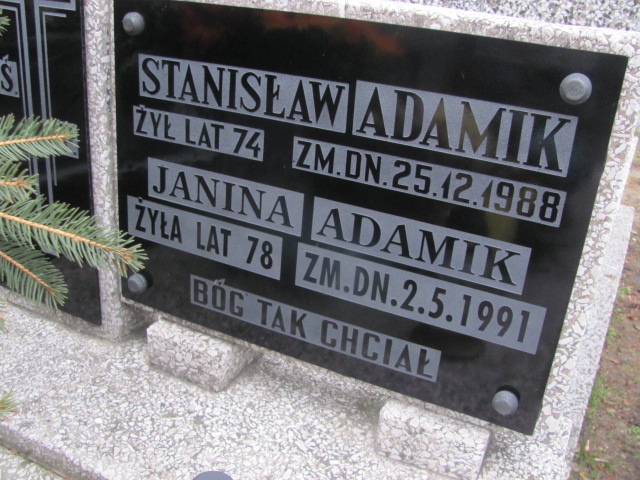 STANISŁAW ADAMIK
ŻYŁ LAT 74 ZM.DN.25.12.1988
JANINA ADAMIK
ŻYŁA LAT 78 ZM.DN.2.5.1991
BÓG TAK CHCIAŁ